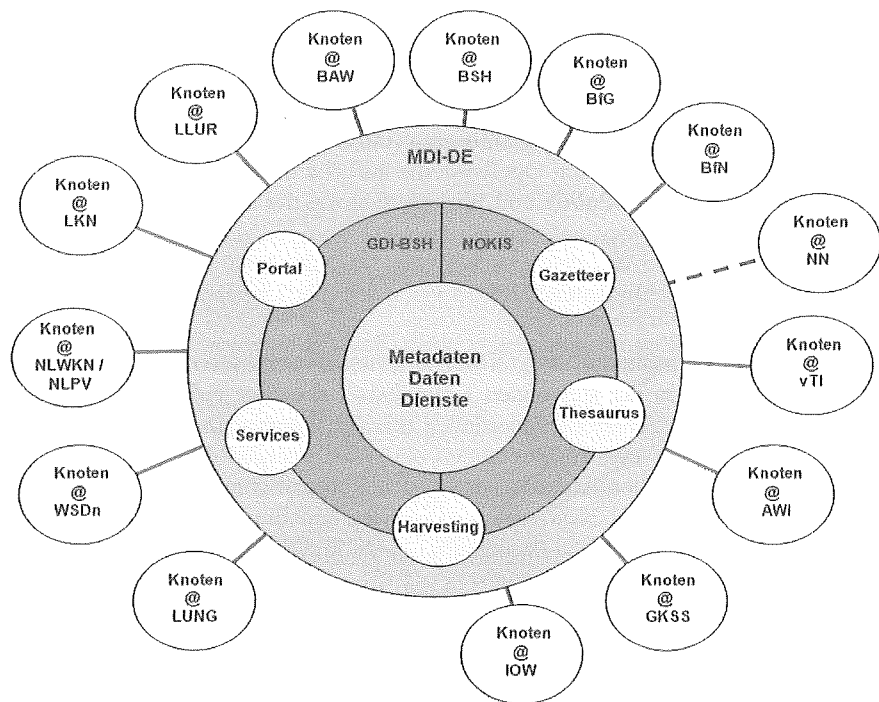 Knoten
@
BAW
Knoten
@
BSH
Knoten
@
BfG
Knoten
@
LLUR
Knoten
@
BfN
Knoten
@
LKN
Knoten
@
NN
MDI-DE
GDI-BSH
NOKIS
Portal
Gazetteer
Knoten
@
NLWKN /
NLPV
Metadaten
Daten
Dienste
Knoten
@
vTI
Services
Thesaurus
Knoten
@
WSDn
Knoten
@
AWI
Harvesting
Knoten
@
LUNG
Knoten
@
GKSS
Knoten
@
IOW